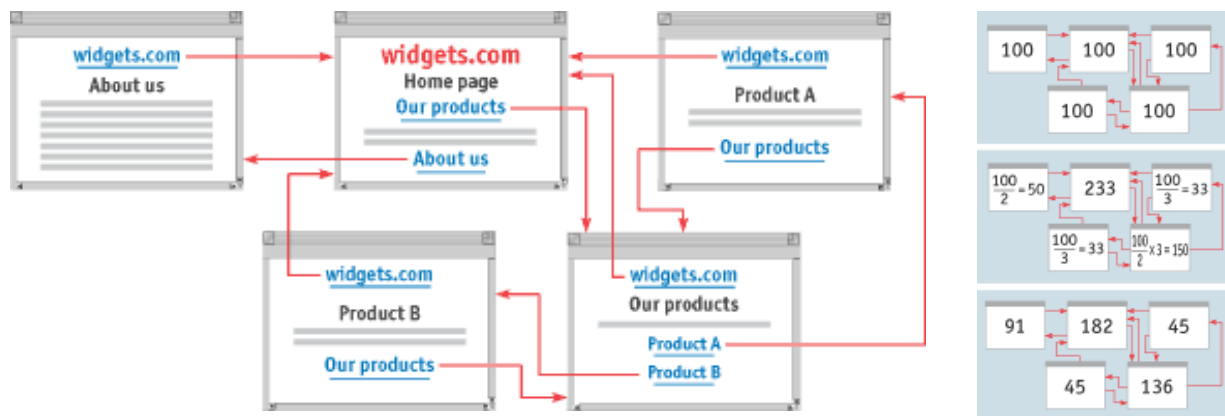 widgets.com
About us
widgets.com
Home page
Our products
About us
widgets.com
Product A
Our products
widgets.com
Product B
Our products
widgets.com
Our products
Product A
Product B
100
100
100
100
100
100/2 = 50
233
100/3 = 33
100/3 = 33
100/2 x 3 = 150
91
182
45
45
136